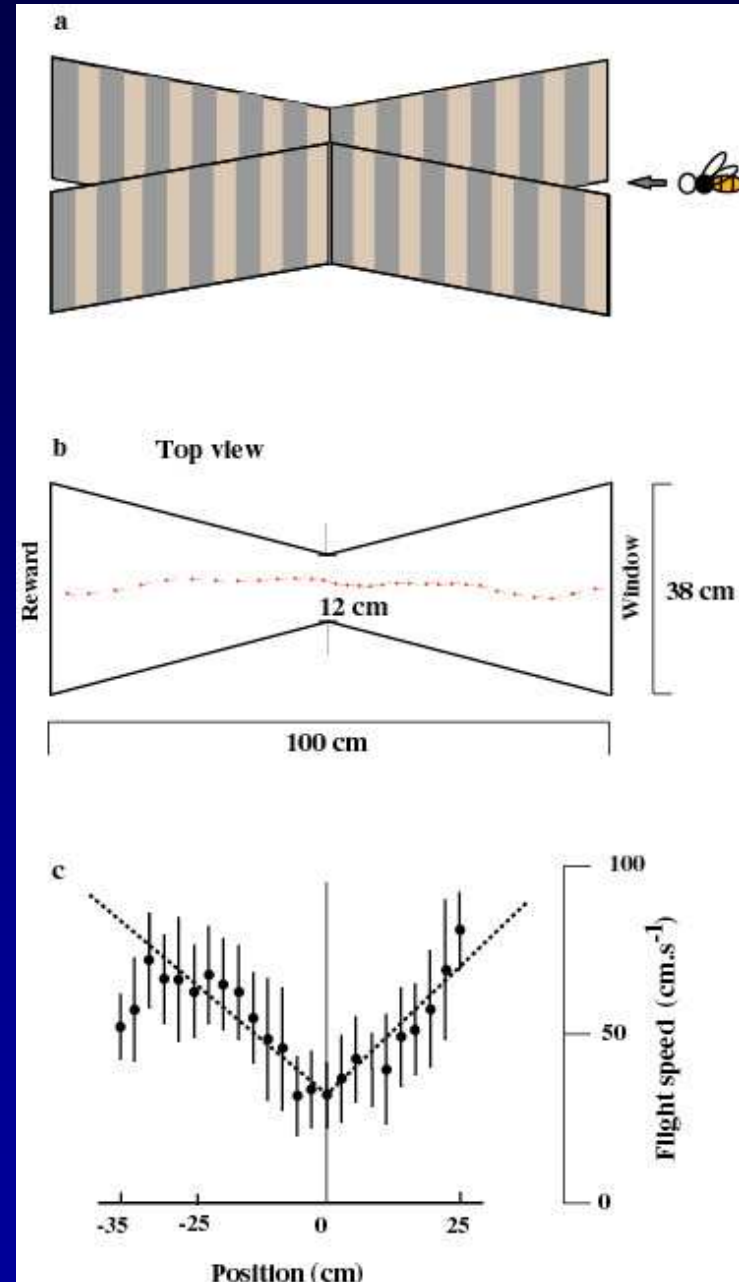 a
b Top view
Reward
Window
38 cm
12 cm
100 cm
c
100
50
0
Flight speed (cm.s-1)
-35 -25 0 25
Position (cm)